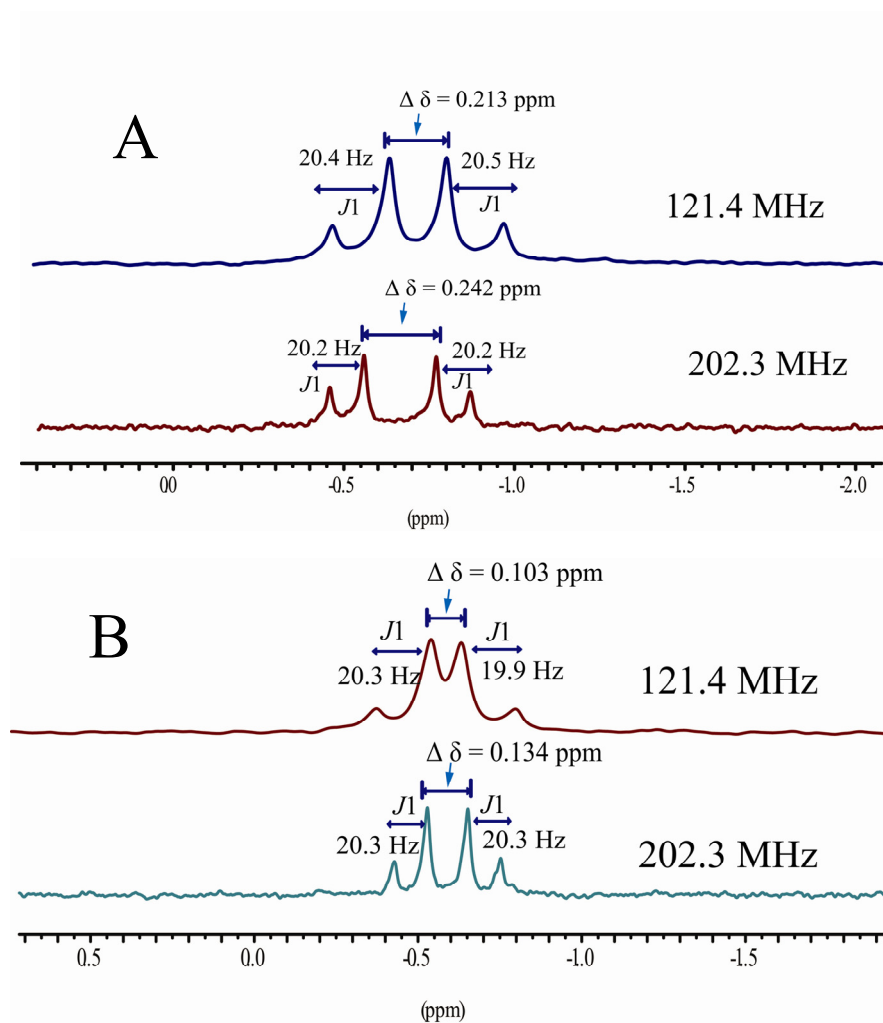 A
Δ δ = 0.213 ppm
20.4 Hz
20.5 Hz
J1
J1
121.4 MHz
Δ δ = 0.242 ppm
20.2 Hz
20.2 Hz
J1
J1
202.3 MHz
00 -0.5 -1.0 -1.5 -2.0
(ppm)
B
Δ δ = 0.103 ppm
J1
J1
20.3 Hz
19.9 Hz
121.4 MHz
Δ δ = 0.134 ppm
J1
J1
20.3 Hz
20.3 Hz
202.3 MHz
0.5 0.0 -0.5 -1.0 -1.5
(ppm)